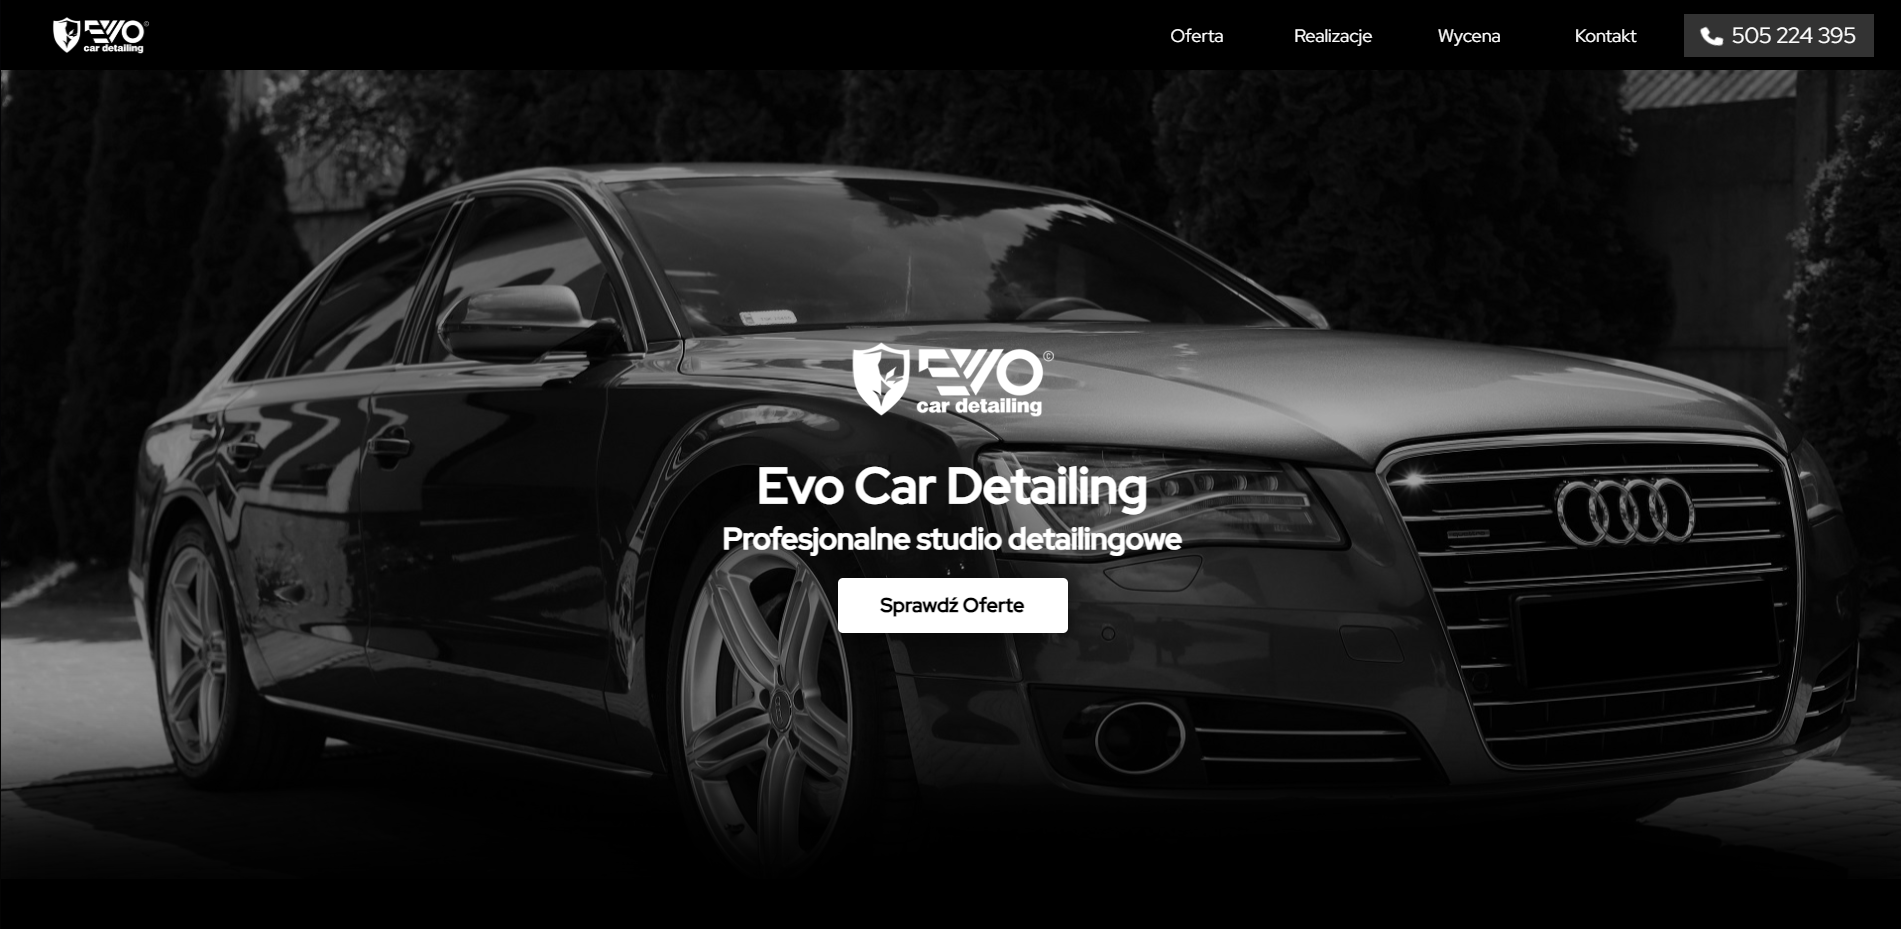 EVO ©
car detailing
Oferta
Realizacje
Wycena
Kontakt
505 224 395
EVO ©
car detailing
Evo Car Detailing
Profesjonalne studio detailingowe
Sprawdź Oferte